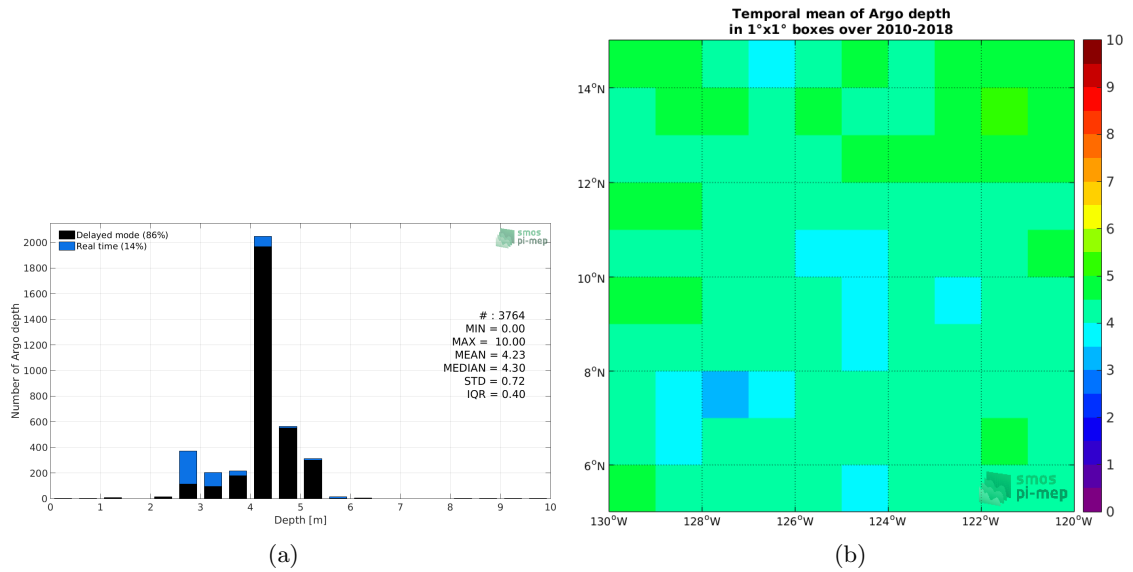 Delayed mode (86%)
Real time (14%)
smos
pi-mep
# : 3764
MIN = 0.00
MAX = 10.00
MEAN = 4.23
MEDIAN = 4.30
STD = 0.72
IQR = 0.40
Number of Argo depth
2000
1800
1600
1400
1200
1000
800
600
400
200
0
0 1 2 3 4 5 6 7 8 9 10
Depth [m]
(a)
Temporal mean of Argo depth
in 1°x1° boxes over 2010-2018
14°N
12°N
10°N
8°N
6°N
130°W 128°W 126°W 124°W 122°W 120°W
smos
pi-mep
10
9
8
7
6
5
4
3
2
1
0
(b)